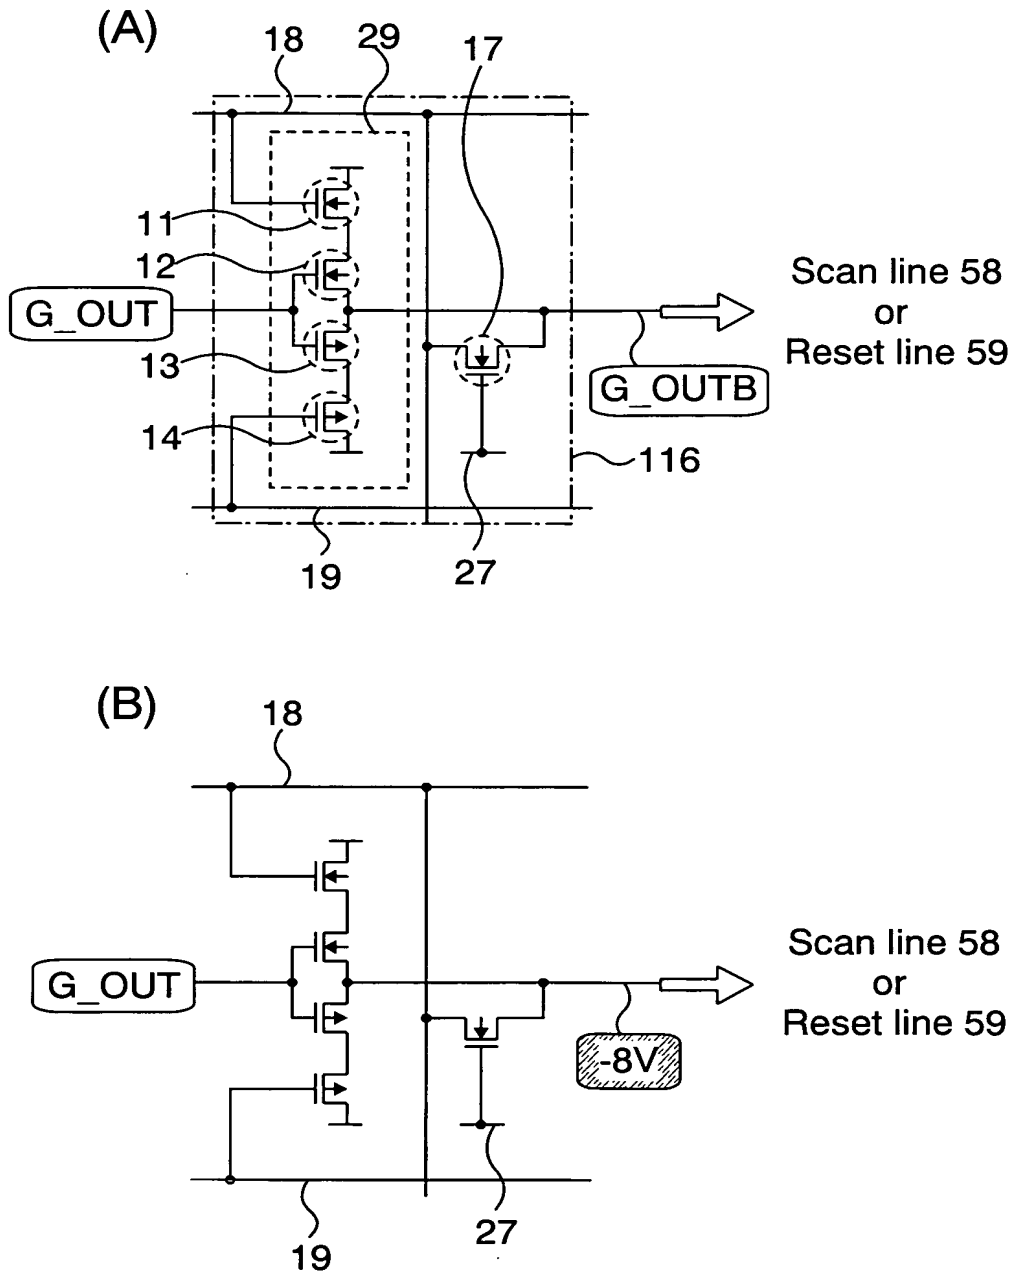 (A)
18
29
17
11
12
G_OUT
13
14
Scan line 58
or
Reset line 59
G_OUTB
116
19
27
(B)
18
G_OUT
Scan line 58
or
Reset line 59
-8V
27
19